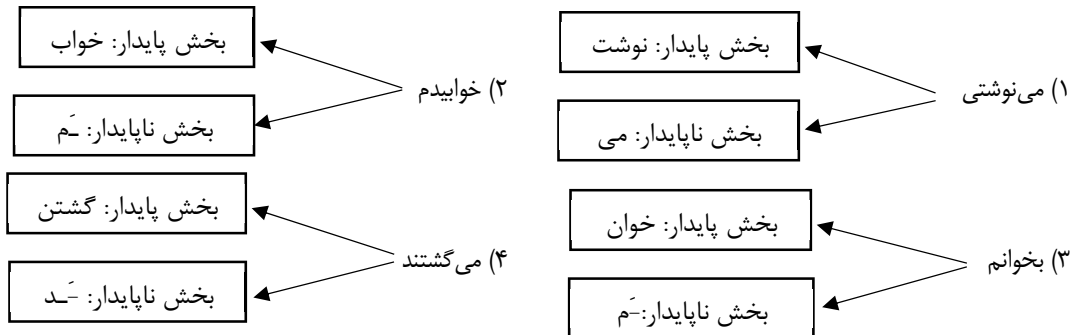 ۱) می‌نوشتی
بخش پایدار: نوشت
بخش ناپایدار: می
۲) خوابیدم
بخش پایدار: خواب
بخش ناپایدار: ـَم
۳) بخوانم
بخش پایدار: خوان
بخش ناپایدار:-َم
۴) می‌گشتند
بخش پایدار: گشتن
بخش ناپایدار: -َـد